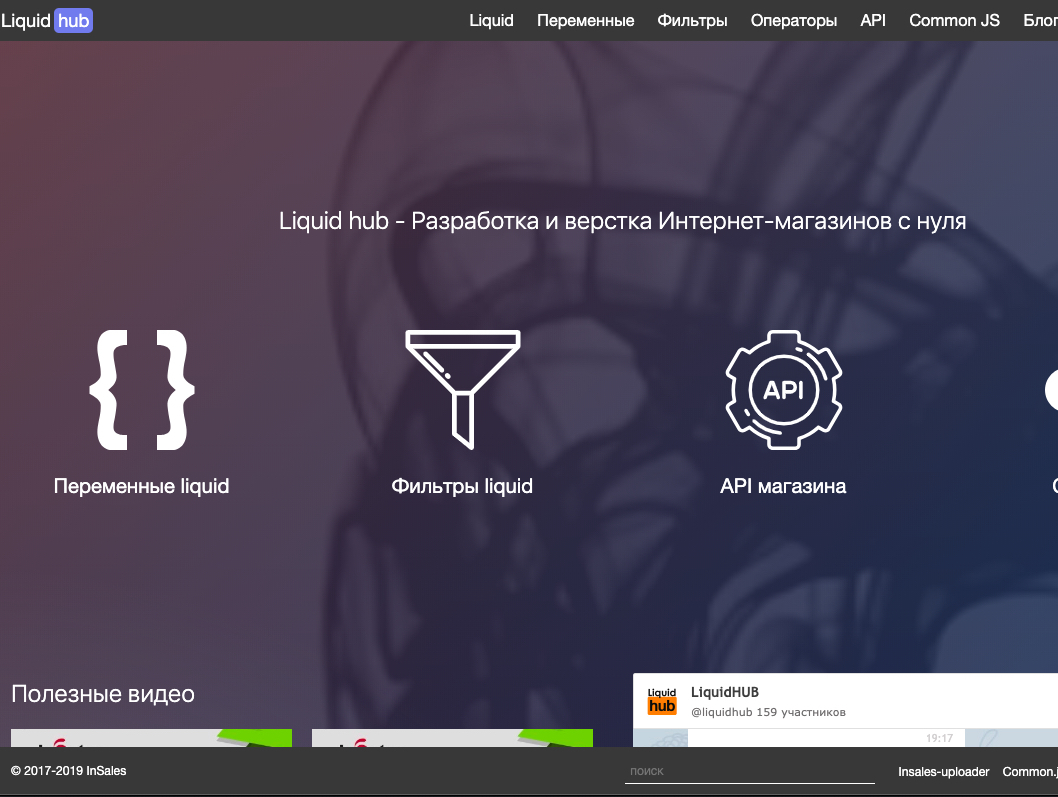 Liquid hub
Liquid Переменные Фильтры Операторы API Common JS Блог
Liquid hub - Разработка и верстка Интернет-магазинов с нуля
API
Переменные liquid Фильтры liquid API магазина
Полезные видео
Liquid
hub
LiquidHUB
@liquidhub 159 участников
19:17
© 2017-2019 InSales
поиск
Insales-uploader Common.j